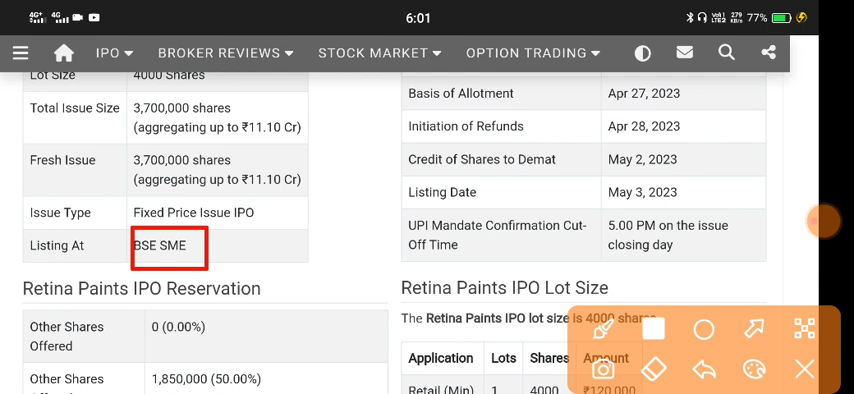 4G+ 4G 6:01 VoLTE2 279 KB/s 77%
IPO BROKER REVIEWS STOCK MARKET OPTION TRADING
Lot Size 4000 Shares
Total Issue Size 3,700,000 shares
(aggregating up to ₹11.10 Cr)
Fresh Issue 3,700,000 shares
(aggregating up to ₹11.10 Cr)
Issue Type Fixed Price Issue IPO
Listing At BSE SME
Retina Paints IPO Reservation
Other Shares 0 (0.00%)
Offered
Other Shares 1,850,000 (50.00%)
Basis of Allotment Apr 27, 2023
Initiation of Refunds Apr 28, 2023
Credit of Shares to Demat May 2, 2023
Listing Date May 3, 2023
UPI Mandate Confirmation Cut- 5.00 PM on the issue
Off Time closing day
Retina Paints IPO Lot Size
The Retina Paints IPO lot size is 4000 shares
Application Lots Shares Amount
Retail (Min) 1 4000 ₹120,000